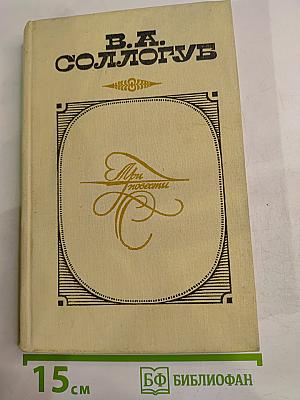 В.А.
СОЛЛОГУБ
Три
повести
15 см
БФ БИБЛИОФАН